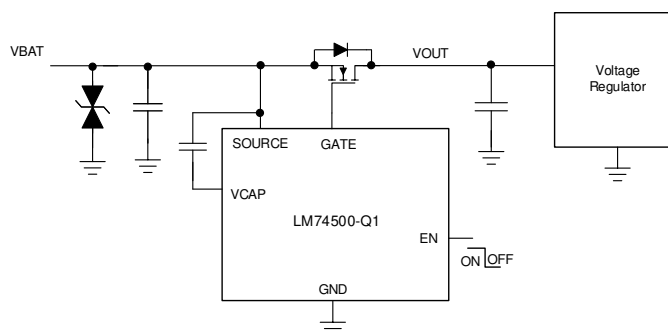 VBAT
VOUT
Voltage
Regulator
SOURCE
GATE
VCAP
LM74500-Q1
EN
ON
OFF
GND